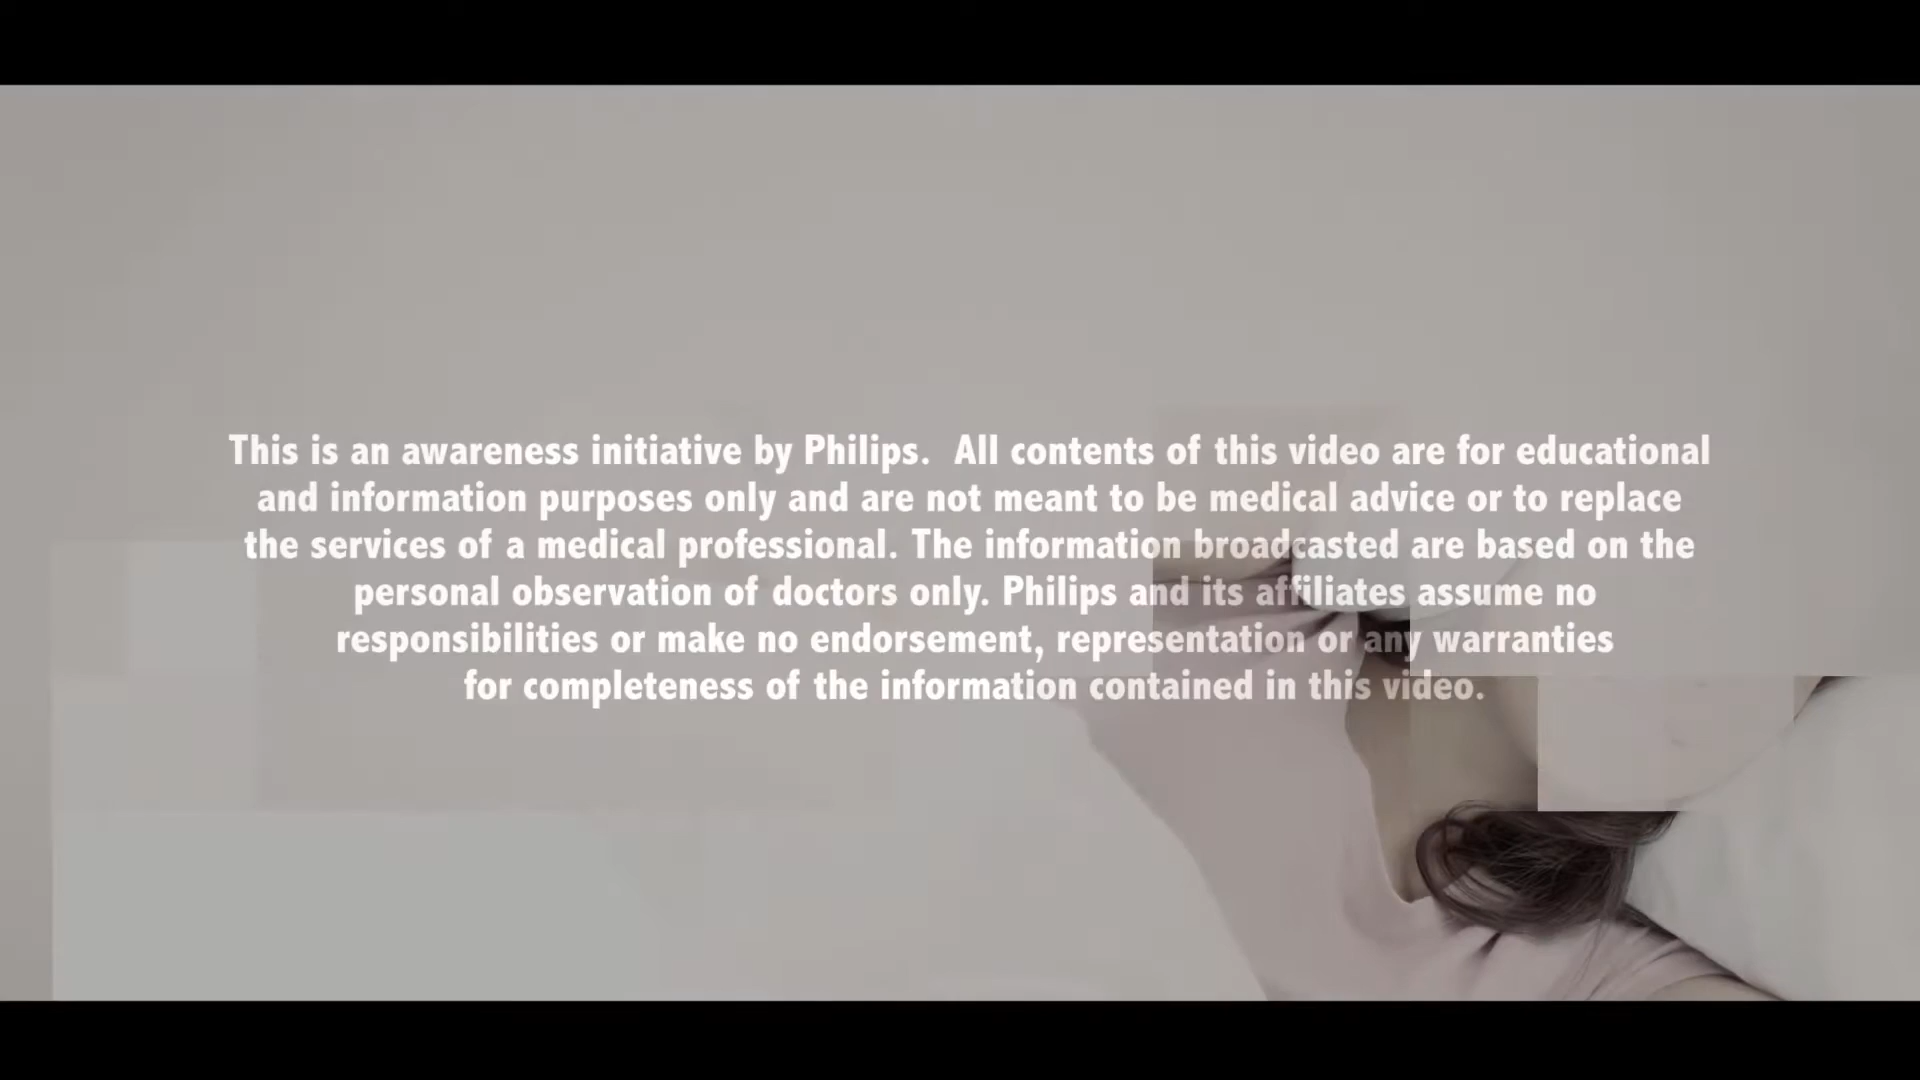 This is an awareness initiative by Philips.  All contents of this video are for educational
and information purposes only and are not meant to be medical advice or to replace
the services of a medical professional. The information broadcasted are based on the
personal observation of doctors only. Philips and its affiliates assume no
responsibilities or make no endorsement, representation or any warranties
for completeness of the information contained in this video.